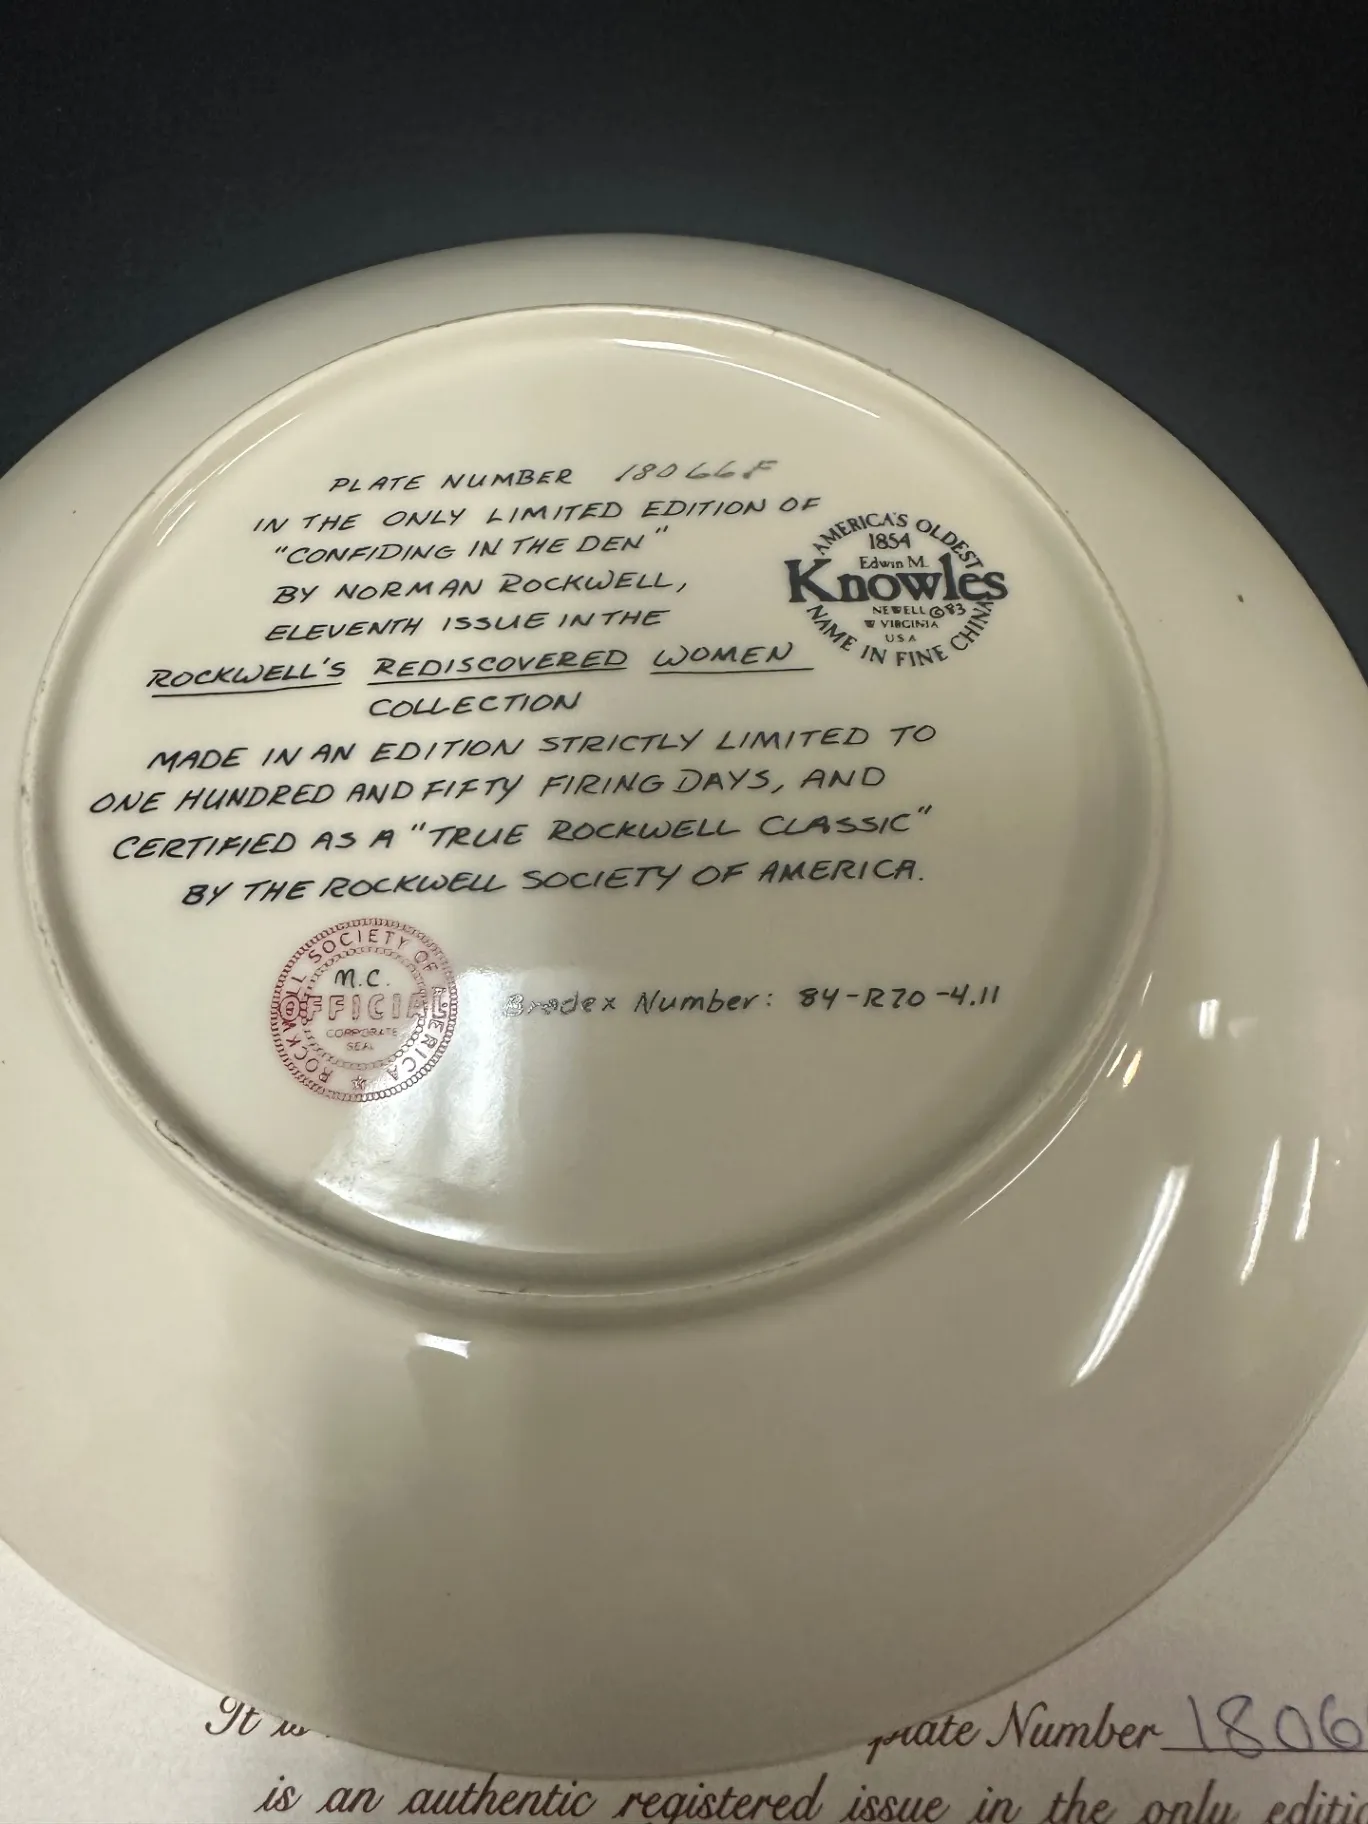 PLATE NUMBER 18066F
IN THE ONLY LIMITED EDITION OF
"CONFIDING IN THE DEN"
BY NORMAN ROCKWELL,
ELEVENTH ISSUE IN THE
ROCKWELL'S REDISCOVERED WOMEN
COLLECTION
MADE IN AN EDITION STRICTLY LIMITED TO
ONE HUNDRED AND FIFTY FIRING DAYS, AND
CERTIFIED AS A "TRUE ROCKWELL CLASSIC"
BY THE ROCKWELL SOCIETY OF AMERICA.
AMERICA'S OLDEST
1854
Edwin M.
Knowles
NEWELL ©83
W VIRGINIA
USA
NAME IN FINE CHINA
ROCKWELL SOCIETY OF AMERICA
M.C.
OFFICIAL
CORPORATE
SEAL
Bradex Number: 84-R70-4.11
It is
plate Number 1806
is an authentic registered issue in the only editio